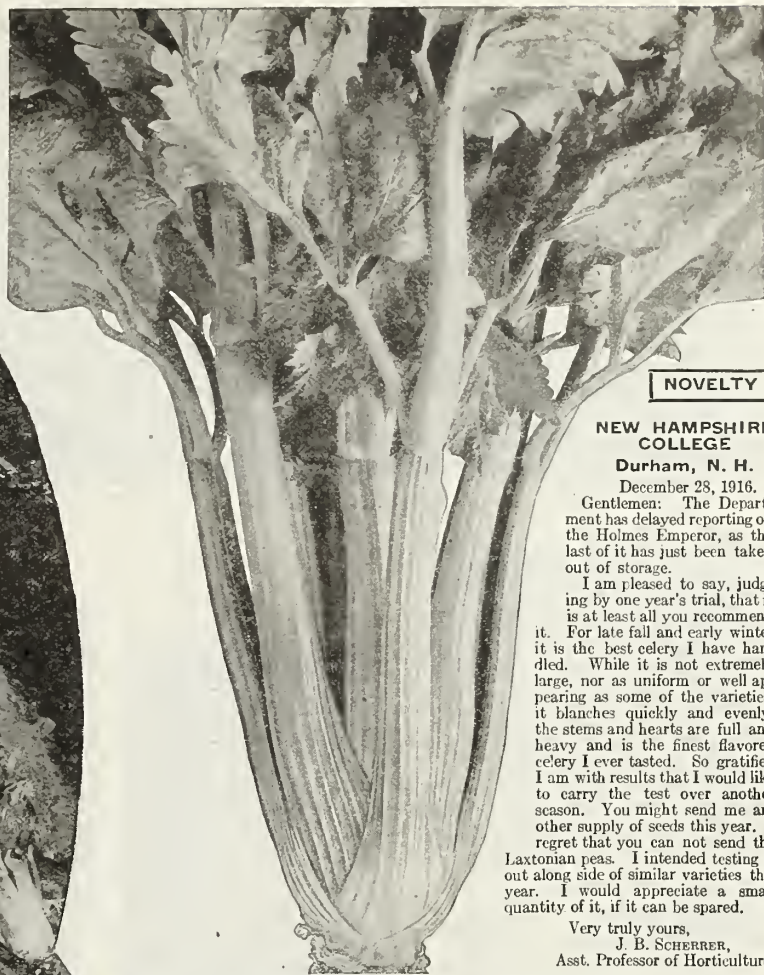 NOVELTY
NEW HAMPSHIRE
COLLEGE
Durham, N. H.
December 28, 1916.
Gentlemen: The Depart-
ment has delayed reporting o
the Holmes Emperor, as th
last of it has just been take
out of storage.
I am pleased to say, judg
ing by one year's trial, that i
is at least all you recommen
it. For late fall and early winte
it is the best celery I have han
dled. While it is not extremel
large, nor as uniform or well ap
pearing as some of the varietie
it blanches quickly and evenly
the stems and hearts are full an
heavy and is the finest flavore
celery I ever tasted. So gratifie
I am with results that I would lik
to carry the test over anothe
season. You might send me an
other supply of seeds this year.
regret that you can not send th
Laxtonian peas. I intended testing
out along side of similar varieties th
year. I would appreciate a sma
quantity of it, if it can be spared.
Very truly yours,
J. B. SCHERRER,
Asst. Professor of Horticultur